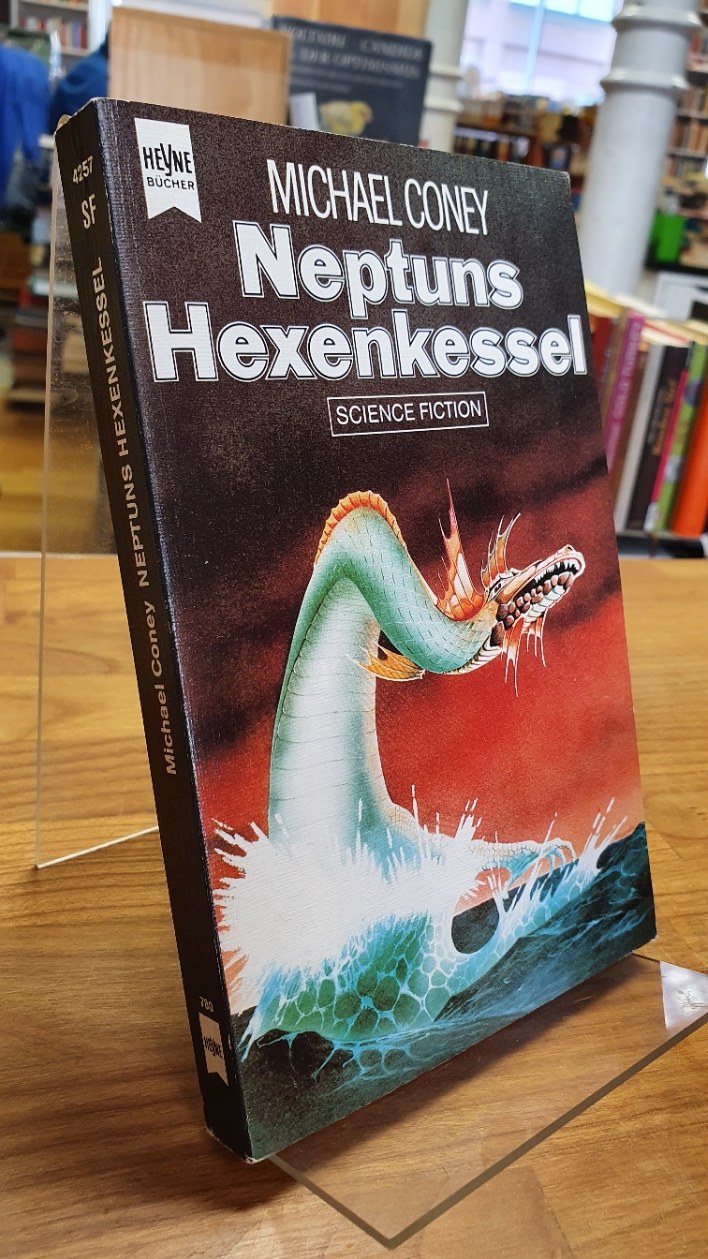 HEYNE
BÜCHER
MICHAEL CONEY
Neptuns
Hexenkessel
SCIENCE FICTION
4257
SF
Michael Coney NEPTUNS HEXENKESSEL
780
HEYNE